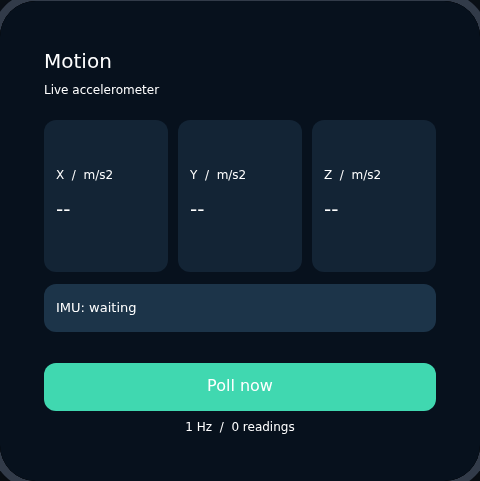 Motion
Live accelerometer
X / m/s2
Y / m/s2
Z / m/s2
--
--
--
IMU: waiting
Poll now
1 Hz / 0 readings